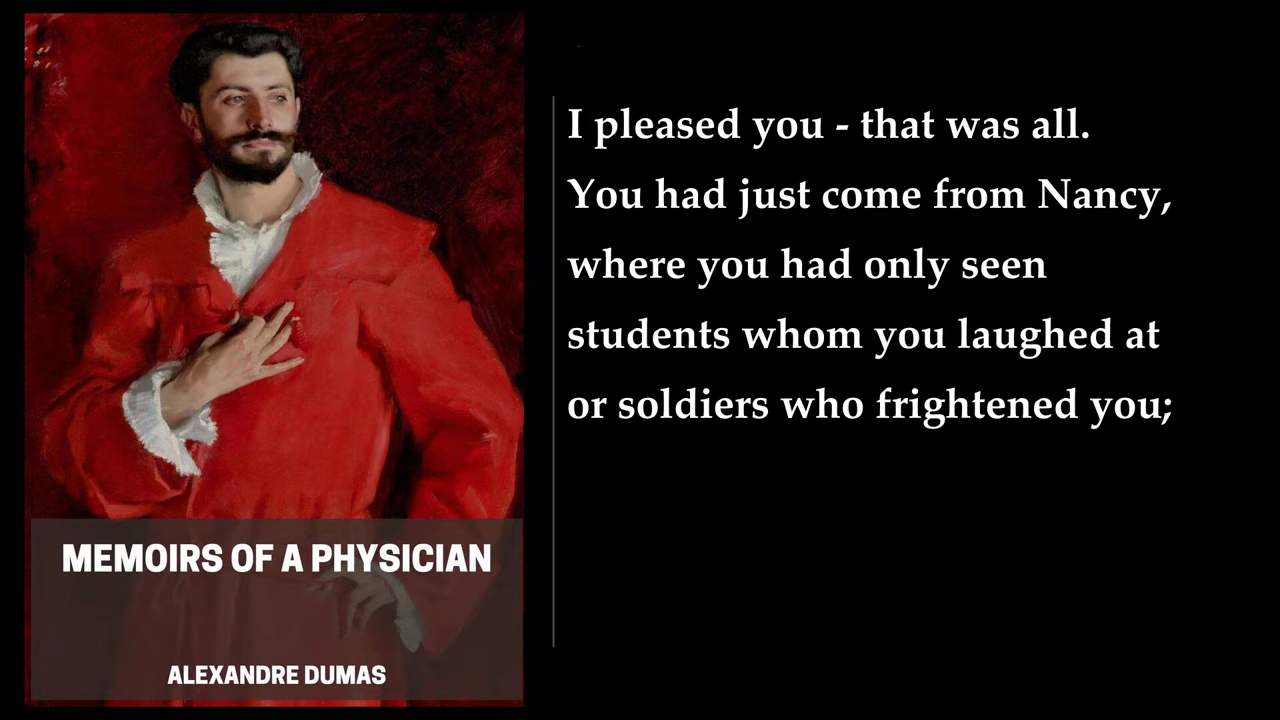 I pleased you - that was all.
You had just come from Nancy,
where you had only seen
students whom you laughed at
or soldiers who frightened you;
MEMOIRS OF A PHYSICIAN
ALEXANDRE DUMAS